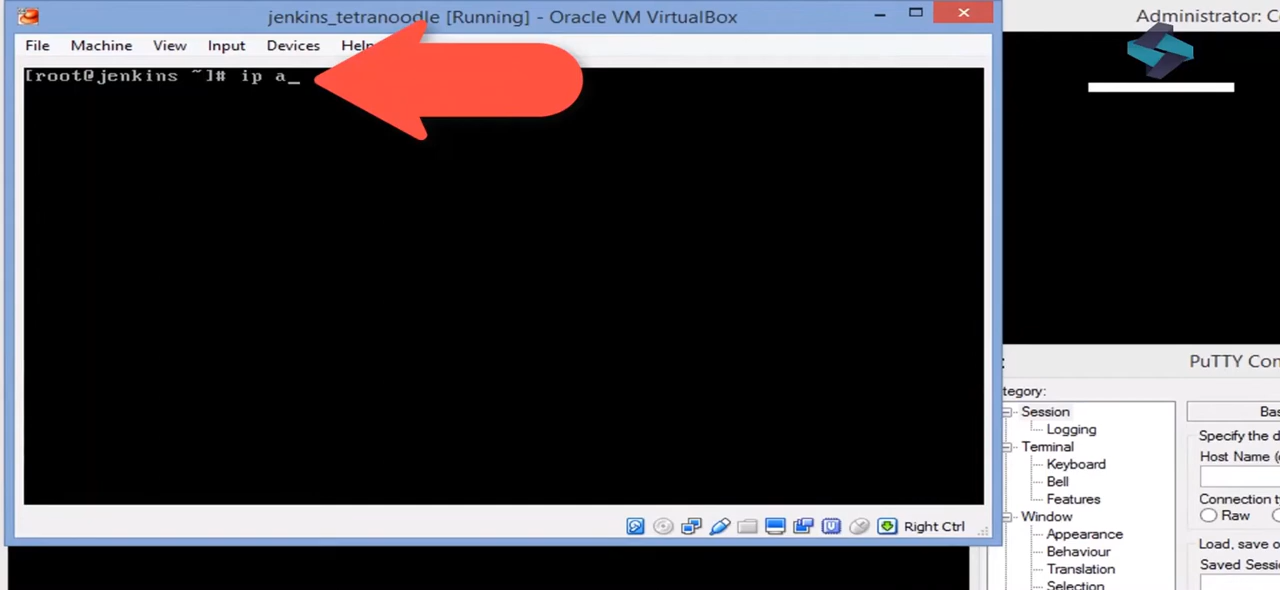 jenkins_tetranoodle [Running] - Oracle VM VirtualBox
File Machine View Input Devices Help
[root@jenkins ~]# ip a_
Right Ctrl
Administrator: C
PuTTY Con
tegory:
Session
Logging
Terminal
Keyboard
Bell
Features
Window
Appearance
Behaviour
Translation
Selection
Bas
Specify the d
Host Name (
Connection ty
Raw
Load, save o
Saved Sessi